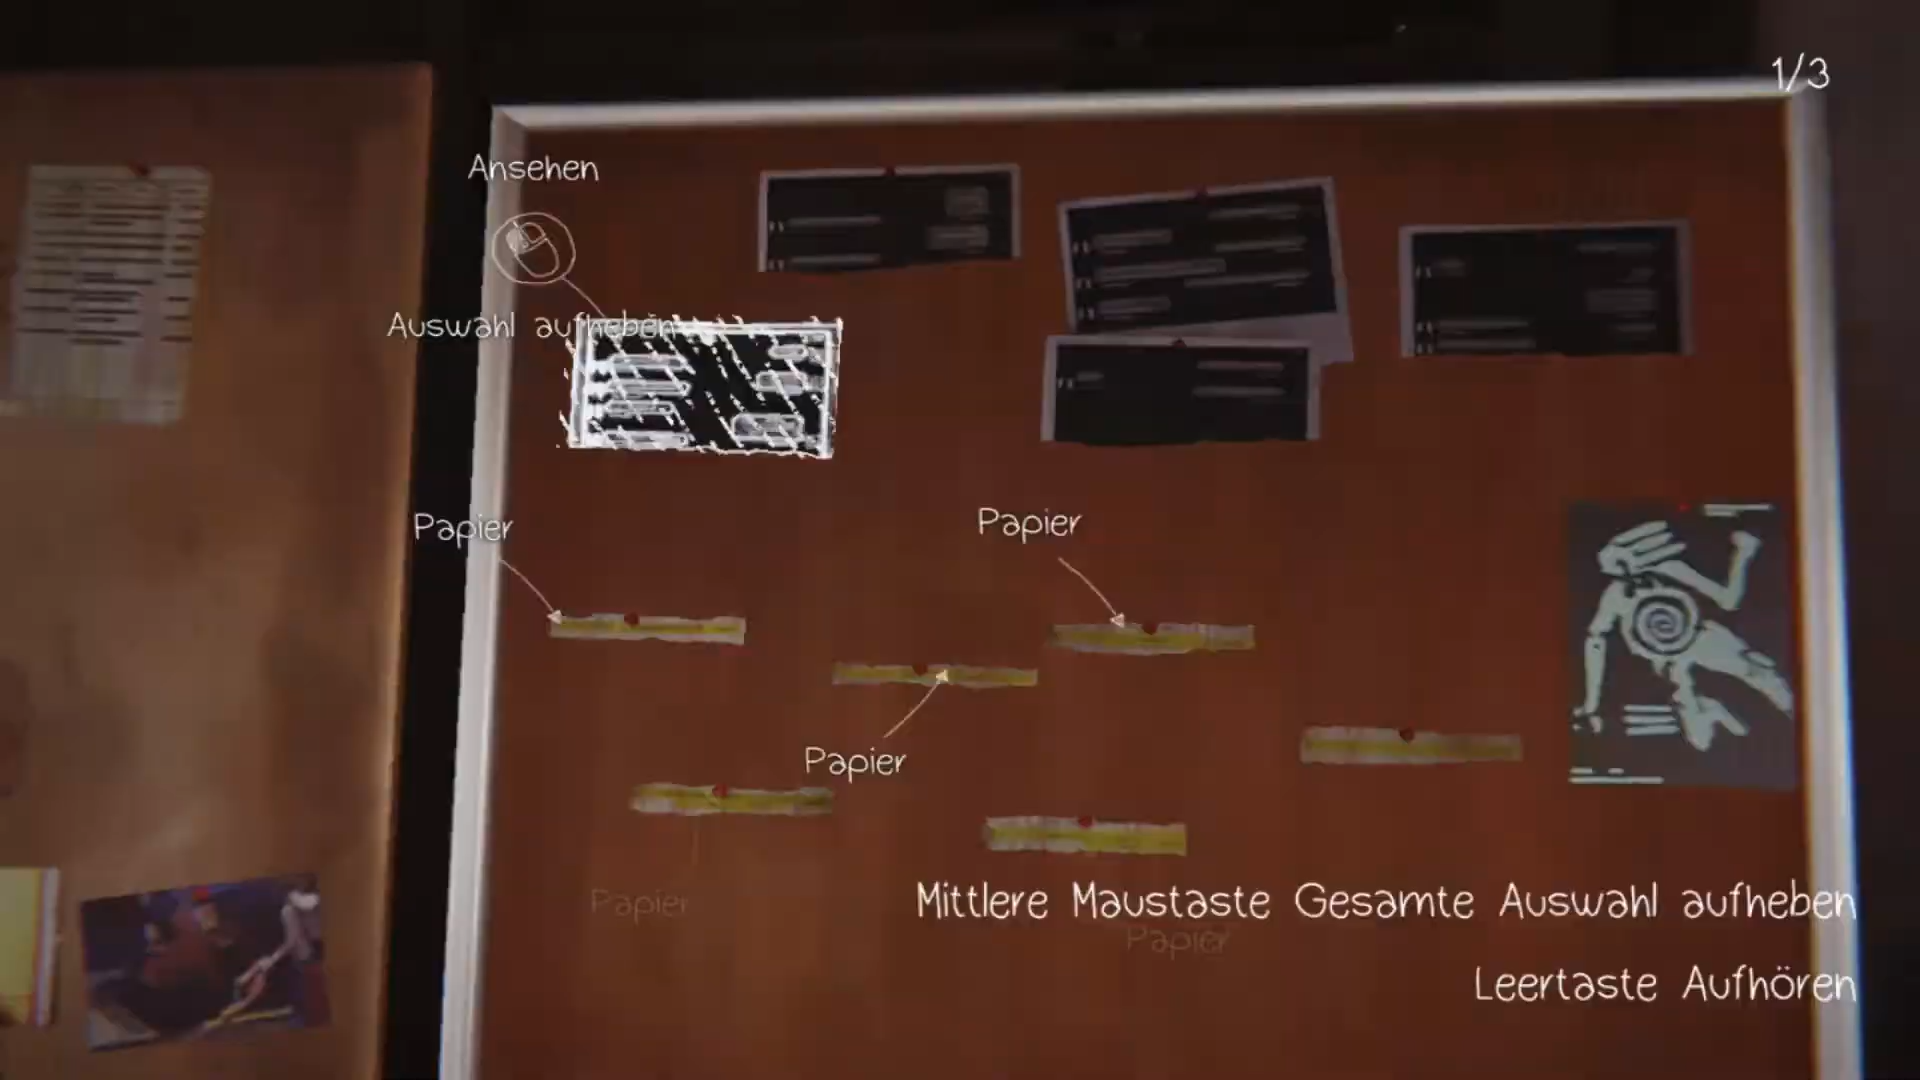 1/3
Ansehen
Auswahl aufheben
Papier
Papier
Papier
Papier
Mittlere Maustaste Gesamte Auswahl aufheben
Papier
Leertaste Aufhören